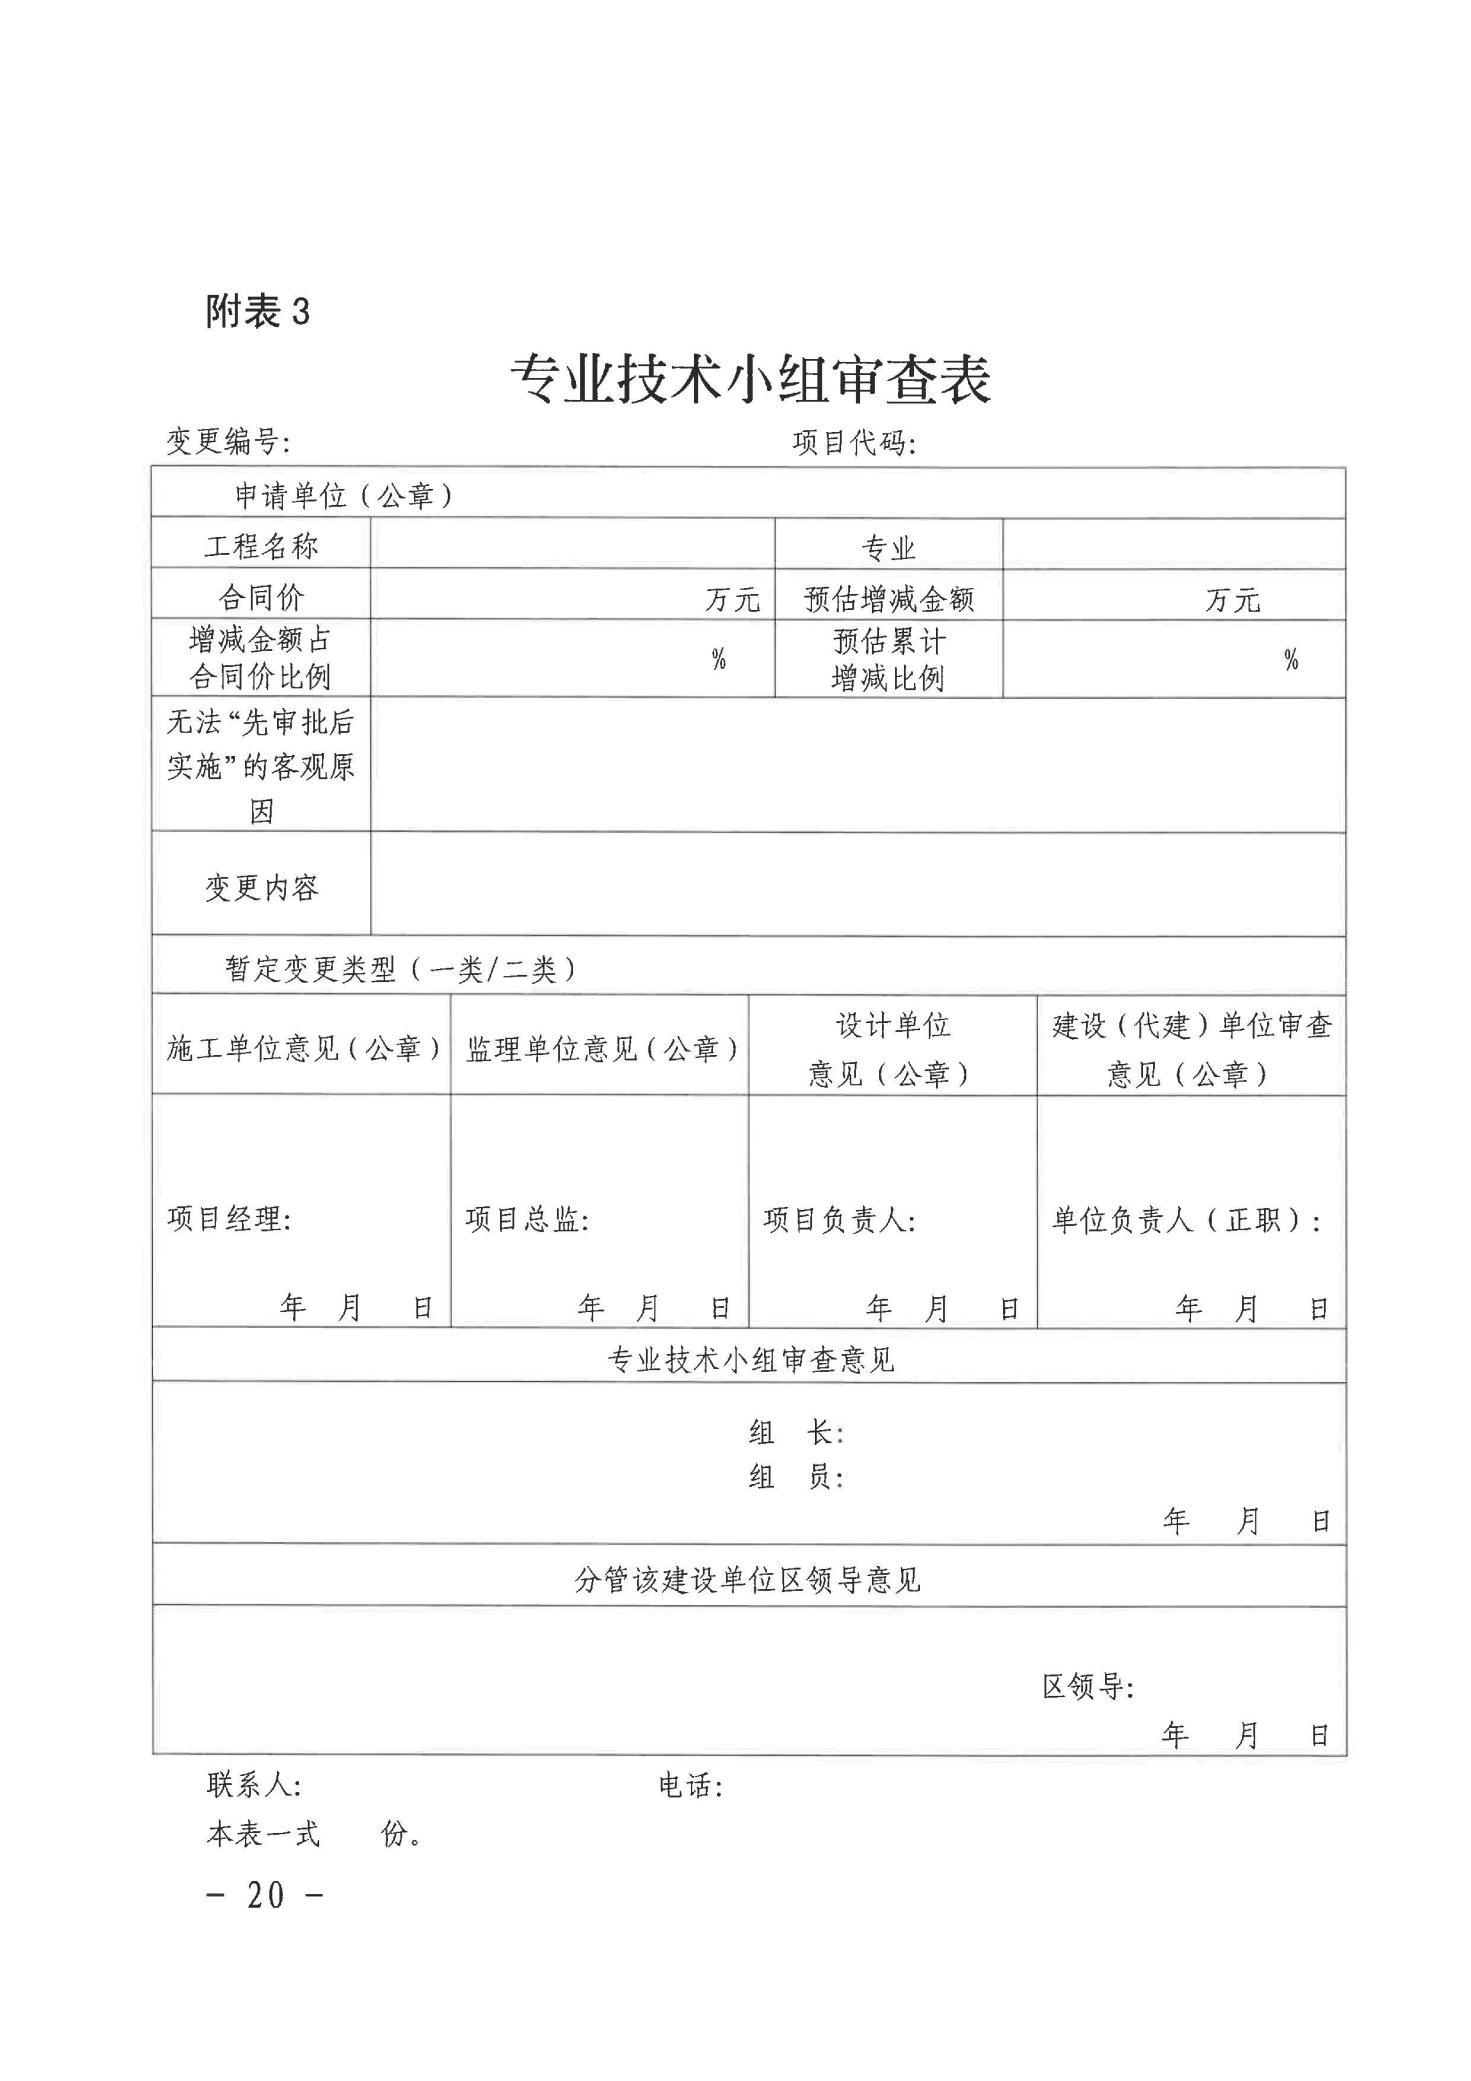 附表3
专业技术小组审查表
变更编号: 项目代码:
申请单位(公章)
工程名称 专业
合同价 万元 预估增减金额 万元
增减金额占
合同价比例
%
预估累计
增减比例
%
无法“先审批后
实施”的客观原
因
变更内容
暂定变更类型(一类/二类)
施工单位意见(公章) 监理单位意见(公章)
设计单位
意见(公章)
建设(代建)单位审查
意见(公章)
项目经理: 项目总监: 项目负责人: 单位负责人(正职):
年 月 日 年 月 日 年 月 日 年 月 日
专业技术小组审查意见
组 长:
组 员:
年 月 日
分管该建设单位区领导意见
区领导:
年 月 日
联系人: 电话:
本表一式 份。
- 20 -